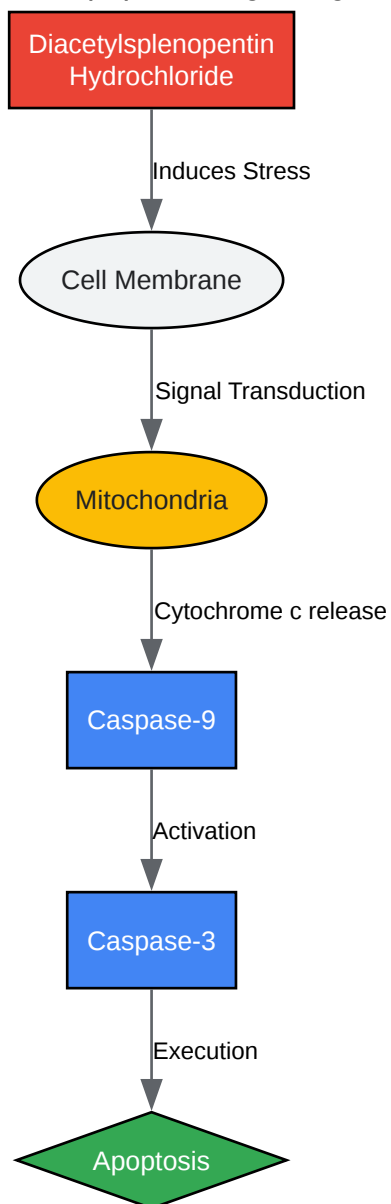 Diacetylsplenopentin
Hydrochloride
Induces Stress
Cell Membrane
Signal Transduction
Mitochondria
Cytochrome c release
Caspase-9
Activation
Caspase-3
Execution
Apoptosis